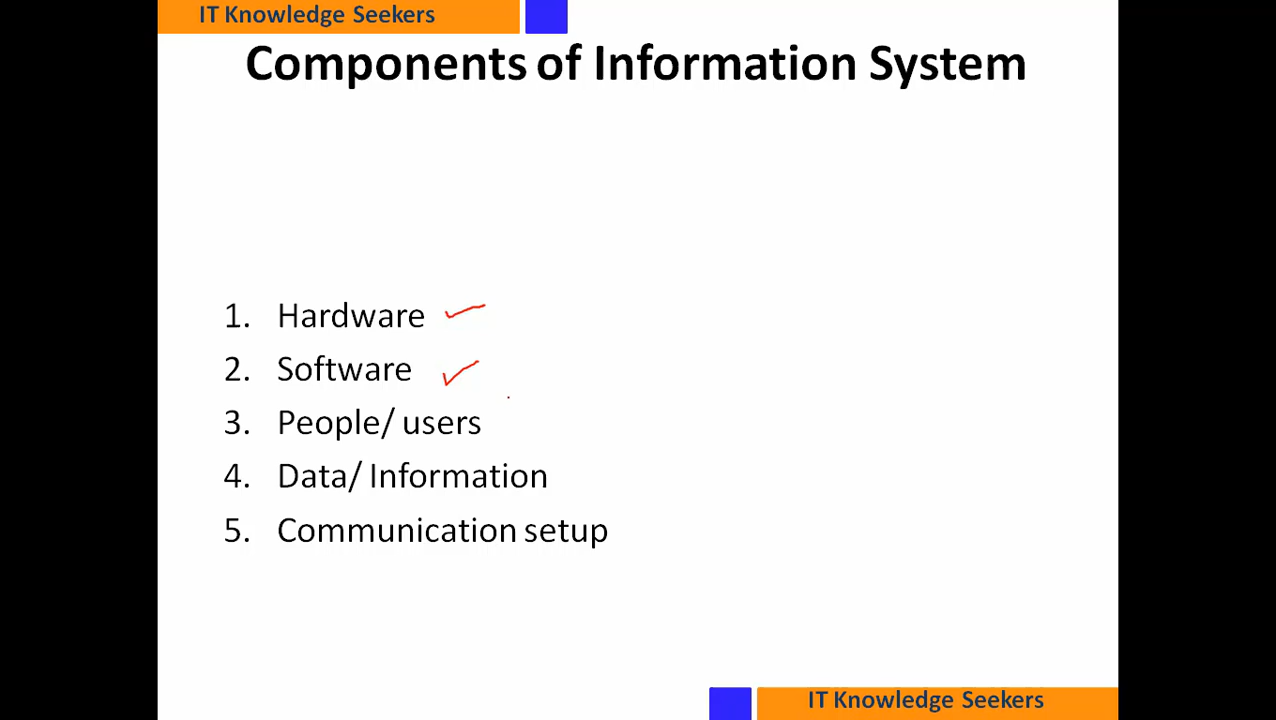 IT Knowledge Seekers
Components of Information System
1. Hardware
2. Software
3. People/ users
4. Data/ Information
5. Communication setup
IT Knowledge Seekers